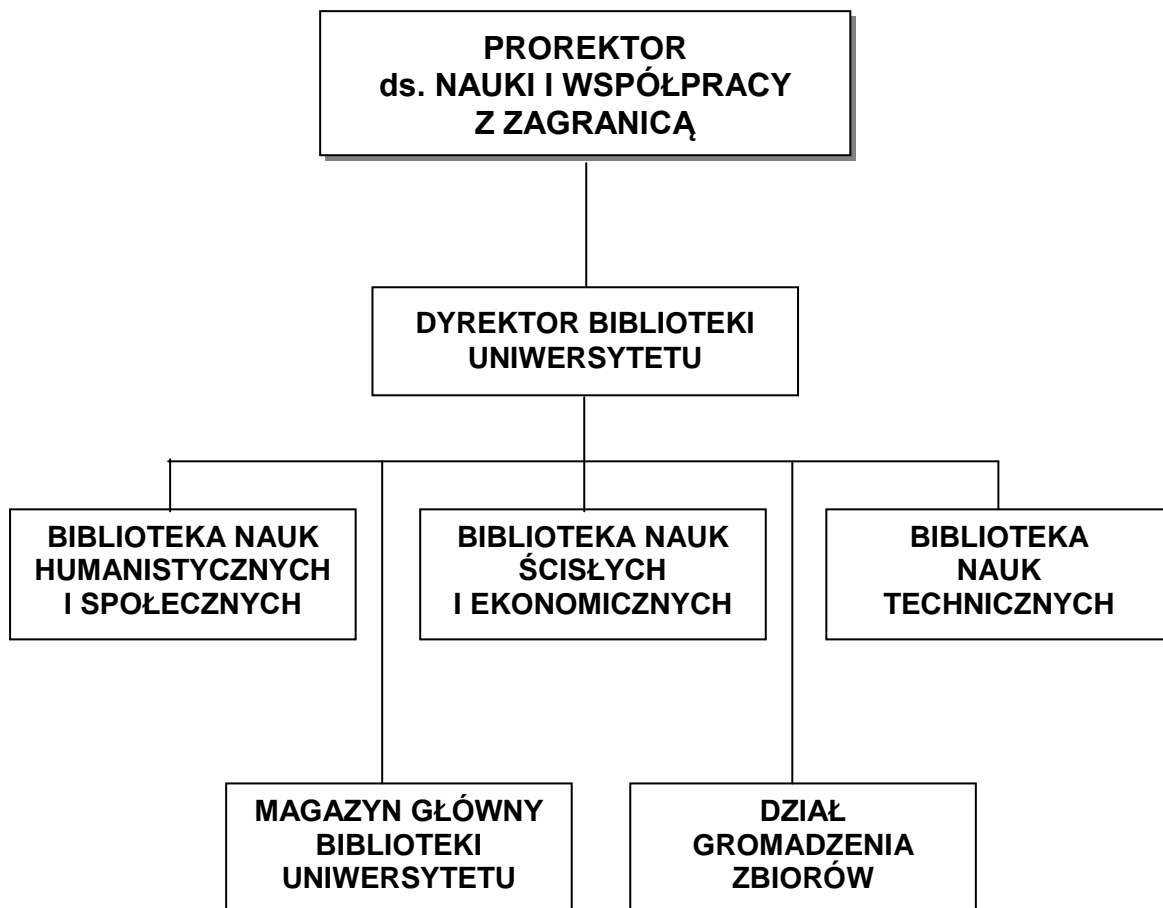 PROREKTOR
ds. NAUKI I WSPÓŁPRACY
Z ZAGRANICĄ
DYREKTOR BIBLIOTEKI
UNIWERSYTETU
BIBLIOTEKA NAUK
HUMANISTYCZNYCH
I SPOŁECZNYCH
BIBLIOTEKA NAUK
ŚCISŁYCH
I EKONOMICZNYCH
BIBLIOTEKA
NAUK
TECHNICZNYCH
MAGAZYN GŁÓWNY
BIBLIOTEKI
UNIWERSYTETU
DZIAŁ
GROMADZENIA
ZBIORÓW